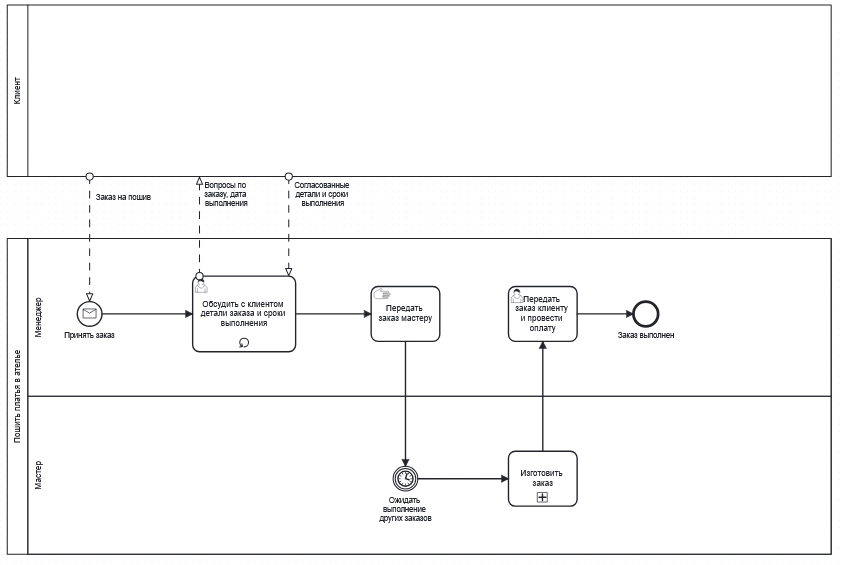 Клиент
Заказ на пошив
Вопросы по
заказу, дата
выполнения
Согласованные
детали и сроки
выполнения
Пошить платья в ателье
Менеджер
Принять заказ
Обсудить с клиентом
детали заказа и сроки
выполнения
Передать
заказ мастеру
Передать
заказ клиенту
и провести
оплату
Заказ выполнен
Мастер
Ожидать
выполнение
других заказов
Изготовить
заказ